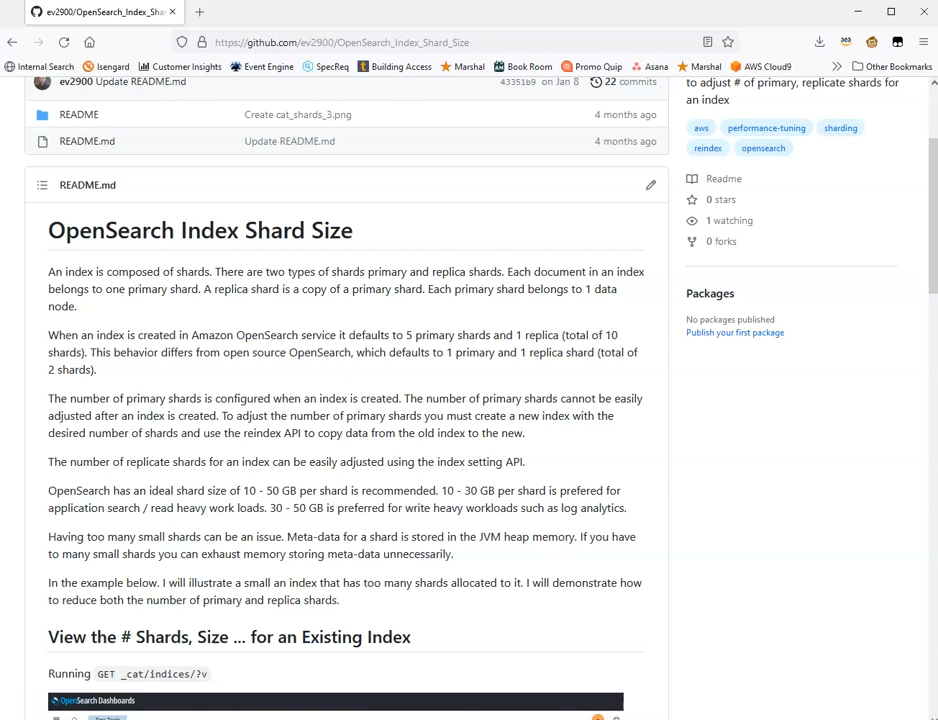 ev2900/OpenSearch_Index_Sha
https://github.com/ev2900/OpenSearch_Index_Shard_Size
Internal Search Isengard Customer Insights Event Engine SpecReq Building Access Marshal Book Room Promo Quip Asana Marshal AWS Cloud9 Other Bookmarks
ev2900 Update README.md 43351b9 on Jan 8 22 commits
README Create cat_shards_3.png 4 months ago
README.md Update README.md 4 months ago
README.md
OpenSearch Index Shard Size
An index is composed of shards. There are two types of shards primary and replica shards. Each document in an index
belongs to one primary shard. A replica shard is a copy of a primary shard. Each primary shard belongs to 1 data
node.
When an index is created in Amazon OpenSearch service it defaults to 5 primary shards and 1 replica (total of 10
shards). This behavior differs from open source OpenSearch, which defaults to 1 primary and 1 replica shard (total of
2 shards).
The number of primary shards is configured when an index is created. The number of primary shards cannot be easily
adjusted after an index is created. To adjust the number of primary shards you must create a new index with the
desired number of shards and use the reindex API to copy data from the old index to the new.
The number of replicate shards for an index can be easily adjusted using the index setting API.
OpenSearch has an ideal shard size of 10 - 50 GB per shard is recommended. 10 - 30 GB per shard is prefered for
application search / read heavy work loads. 30 - 50 GB is preferred for write heavy workloads such as log analytics.
Having too many small shards can be an issue. Meta-data for a shard is stored in the JVM heap memory. If you have
to many small shards you can exhaust memory storing meta-data unnecessarily.
In the example below. I will illustrate a small an index that has too many shards allocated to it. I will demonstrate how
to reduce both the number of primary and replica shards.
View the # Shards, Size ... for an Existing Index
Running GET _cat/indices/?v
OpenSearch Dashboards
Dev Tools
to adjust # of primary, replicate shards for
an index
aws performance-tuning sharding
reindex opensearch
Readme
0 stars
1 watching
0 forks
Packages
No packages published
Publish your first package